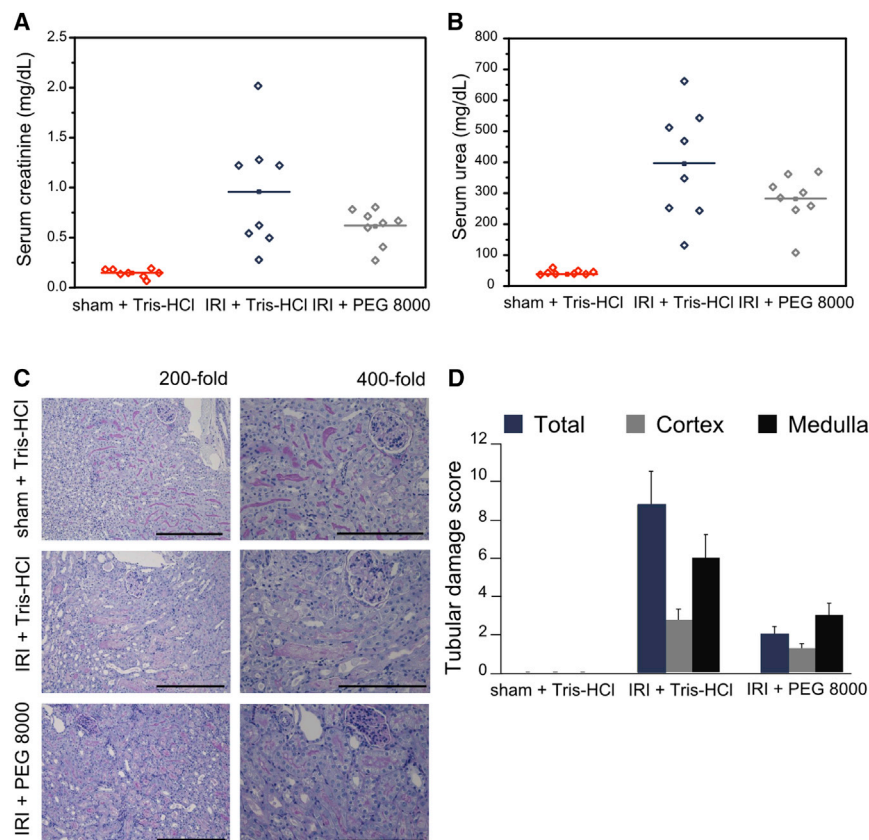 A
Serum creatinine (mg/dL)
2.5
2.0
1.5
1.0
0.5
0.0
sham + Tris-HCl IRI + Tris-HCl IRI + PEG 8000
B
Serum urea (mg/dL)
800
700
600
500
400
300
200
100
0
sham + Tris-HCl IRI + Tris-HCl IRI + PEG 8000
C
200-fold 400-fold
sham + Tris-HCl
IRI + Tris-HCl
IRI + PEG 8000
D
Total Cortex Medulla
Tubular damage score
12
10
8
6
4
2
0
sham + Tris-HCl IRI + Tris-HCl IRI + PEG 8000